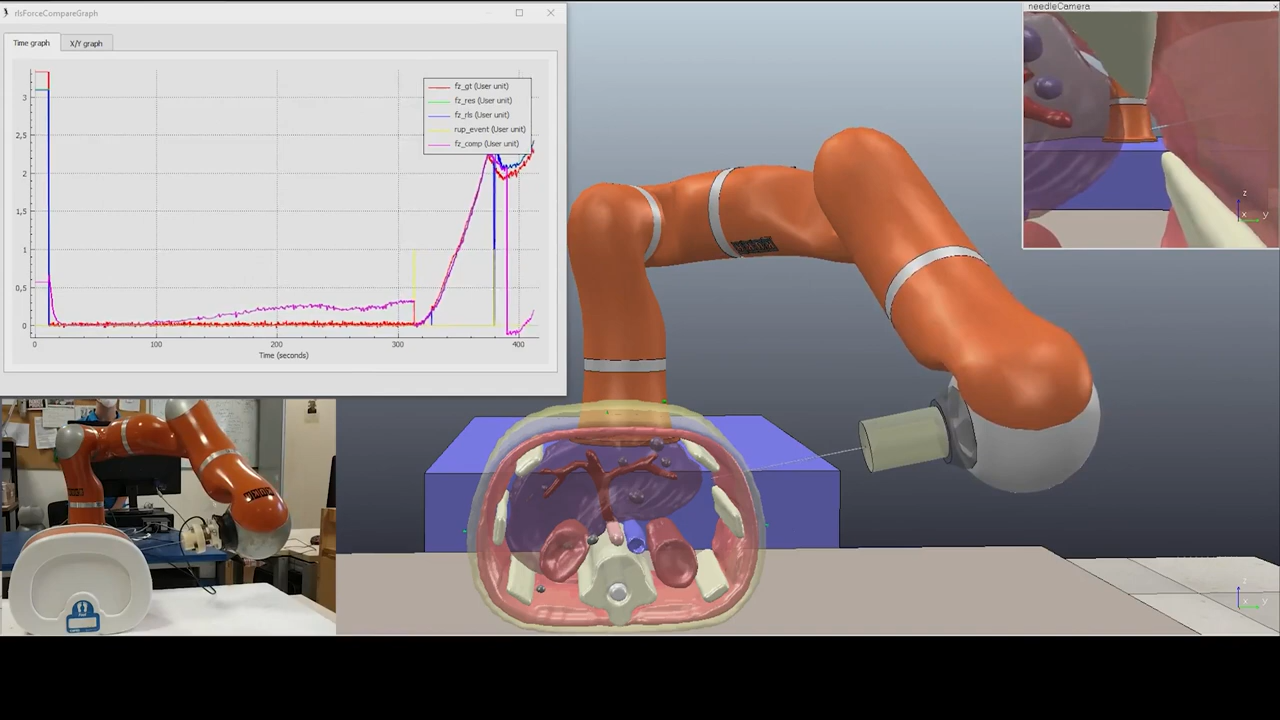 rlsForceCompareGraph
Time graph
X/Y graph
fz_gt (User unit)
fz_res (User unit)
fz_rls (User unit)
rup_event (User unit)
fz_comp (User unit)
3
2,5
2
1,5
1
0,5
0
0
100
200
300
400
Time (seconds)
needleCamera
z
x
y
z
x
y